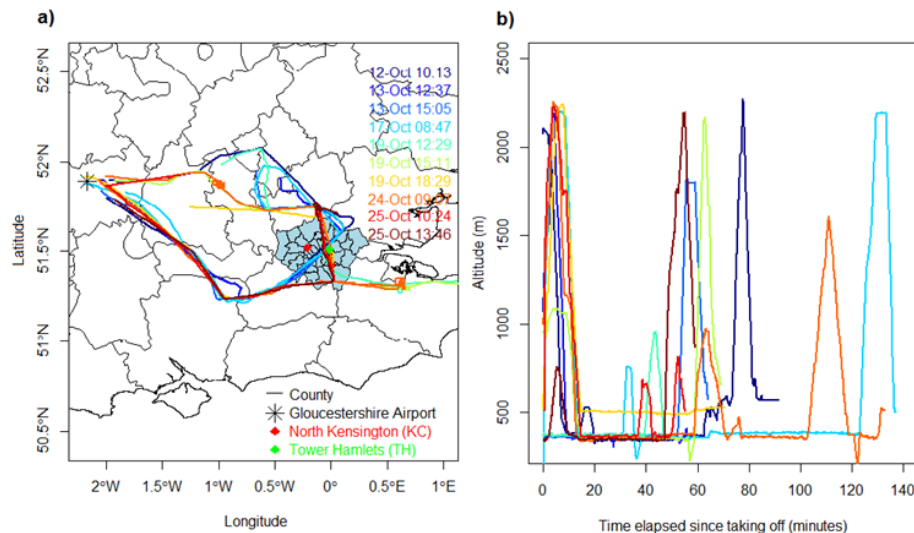 a)
52.5°N
52°N
51.5°N
51°N
50.5°N
Latitude
12-Oct 10.13
13-Oct 12:37
13-Oct 15:05
17-Oct 08:47
19-Oct 12:29
19-Oct 15:11
19-Oct 18:29
24-Oct
25-Oct 10:24
25-Oct 13:46
County
Gloucestershire Airport
North Kensington (KC)
Tower Hamlets (TH)
2°W 1.5°W 1°W 0.5°W 0° 0.5°E 1°E
Longitude
b)
2500
2000
1500
1000
500
Altitude (m)
0 20 40 60 80 100 120 140
Time elapsed since taking off (minutes)